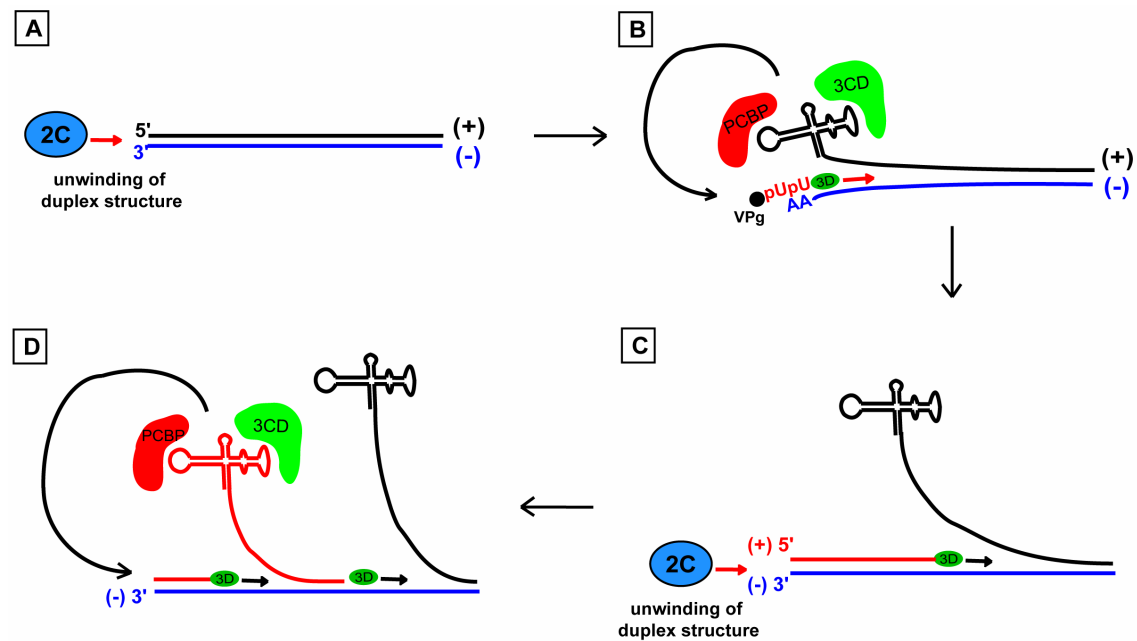 A
2C
5'
3'
(+)
(-)
unwinding of
duplex structure
B
PCBP
3CD
pUpU
3D
AA
VPg
(+)
(-)
D
PCBP
3CD
3D
3D
(-) 3'
C
2C
(+) 5'
(-) 3'
3D
unwinding of
duplex structure